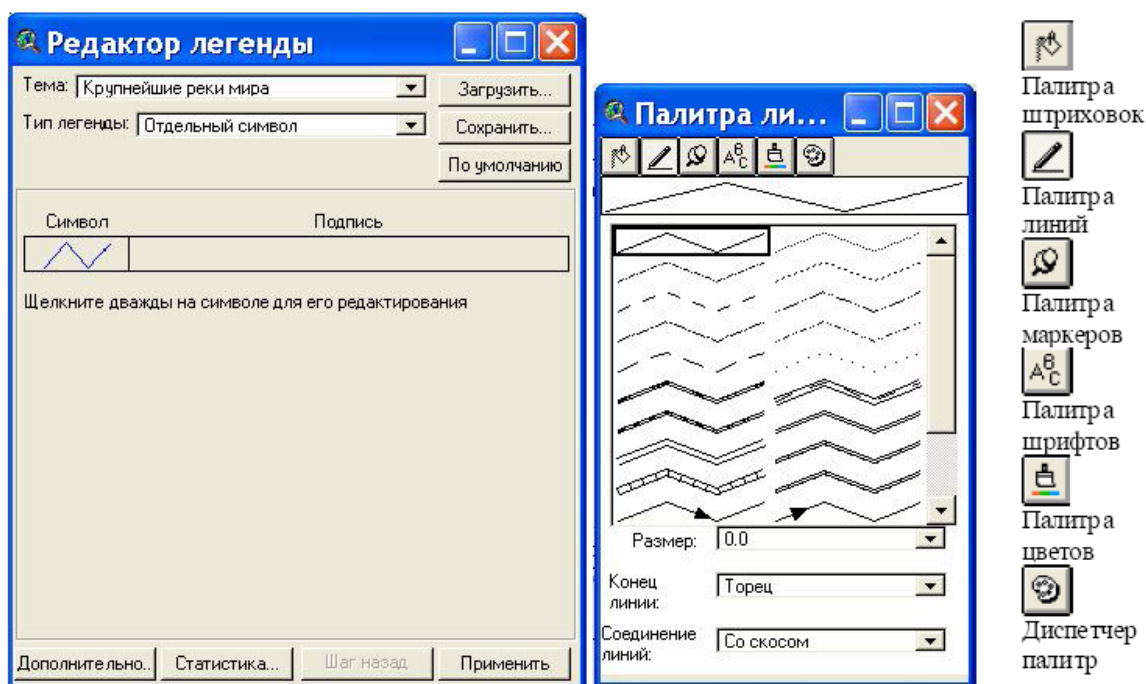 Редактор легенды
Тема: Крупнейшие реки мира
Загрузить...
Тип легенды: Отдельный символ
Сохранить...
По умолчанию
Символ Подпись
Щелкните дважды на символе для его редактирования
Дополнительно.. Статистика... Шаг назад Применить
Палитра ли...
A B C
Размер: 0.0
Конец линии: Торец
Соединение линий: Со скосом
Палитра
штриховок
Палитра
линий
Палитра
маркеров
A B C
Палитра
шрифтов
Палитра
цветов
Диспетчер
палитр